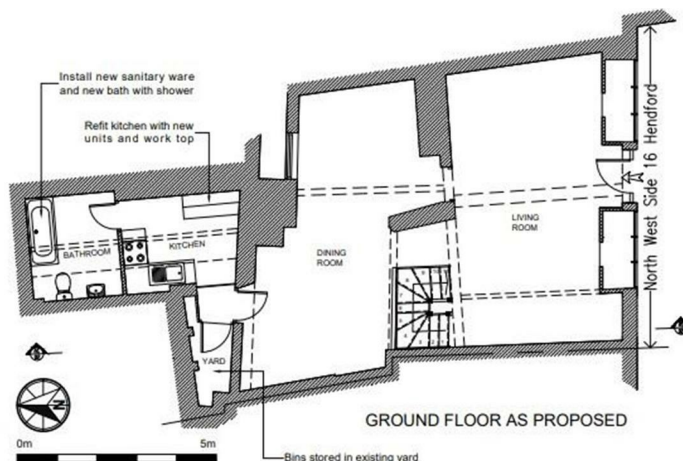 Install new sanitary ware
and new bath with shower
Refit kitchen with new
units and work top
BATHROOM
KITCHEN
DINING
ROOM
LIVING
ROOM
North West Side 16 Hendford
YARD
N
GROUND FLOOR AS PROPOSED
0m
5m
Bins stored in existing yard